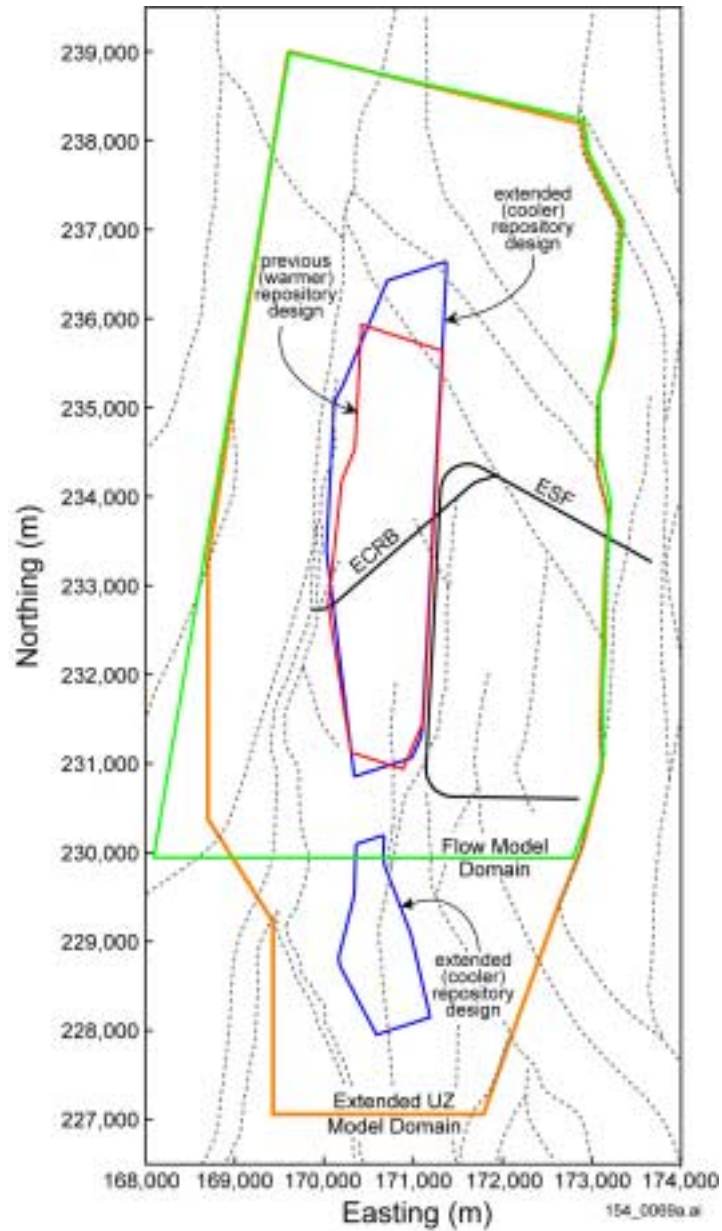 239,000
238,000
237,000
236,000
235,000
234,000
233,000
232,000
231,000
230,000
229,000
228,000
227,000
Northing (m)
extended
(cooler)
repository
design
previous
(warmer)
repository
design
ESF
ECRB
Flow Model
Domain
extended
(cooler)
repository
design
Extended UZ
Model Domain
168,000 169,000 170,000 171,000 172,000 173,000 174,000
Easting (m)
154_0069a.ai